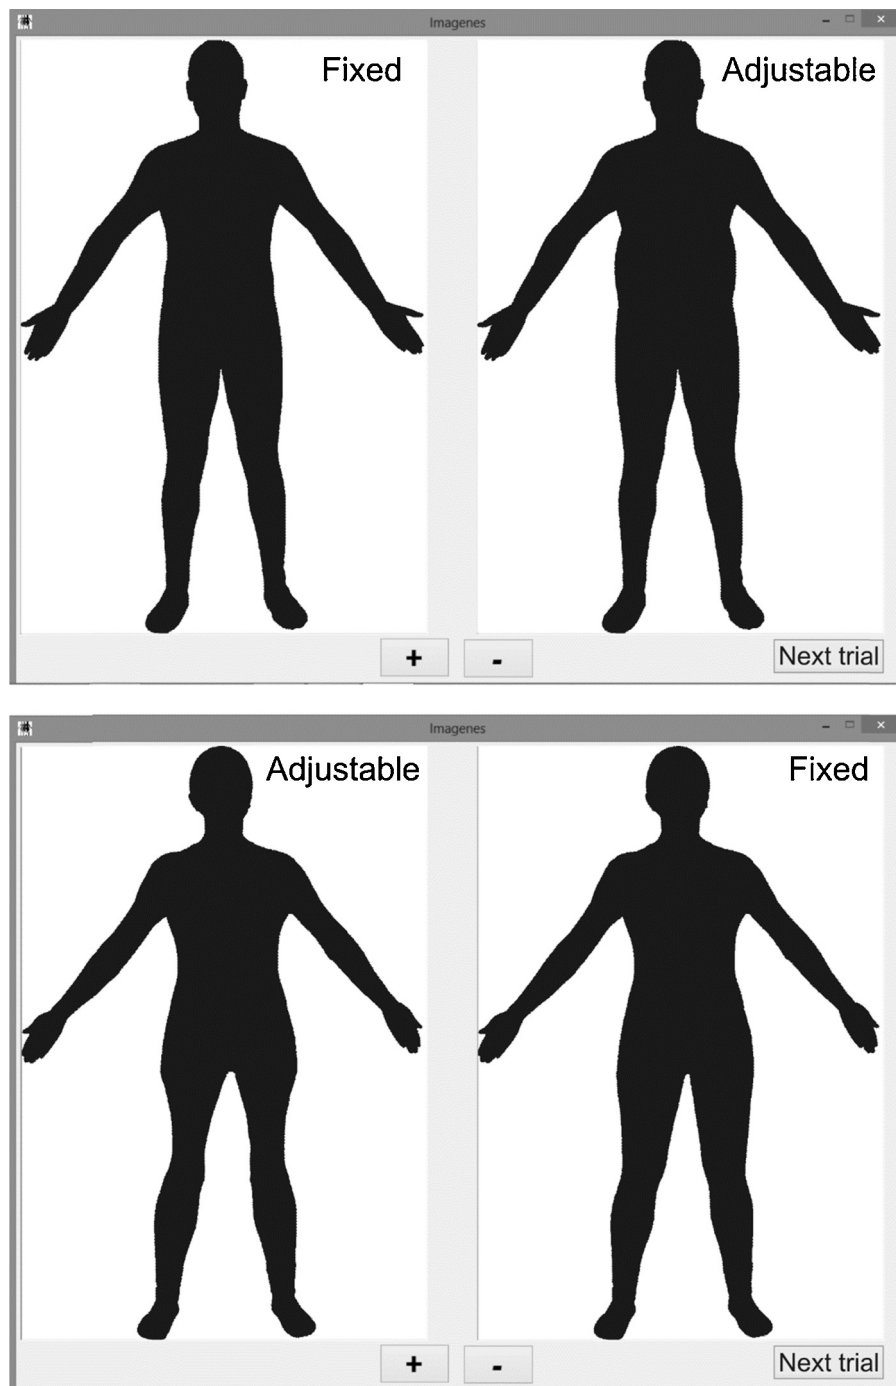 Imagenes
Fixed
Adjustable
+
-
Next trial
Imagenes
Adjustable
Fixed
+
-
Next trial